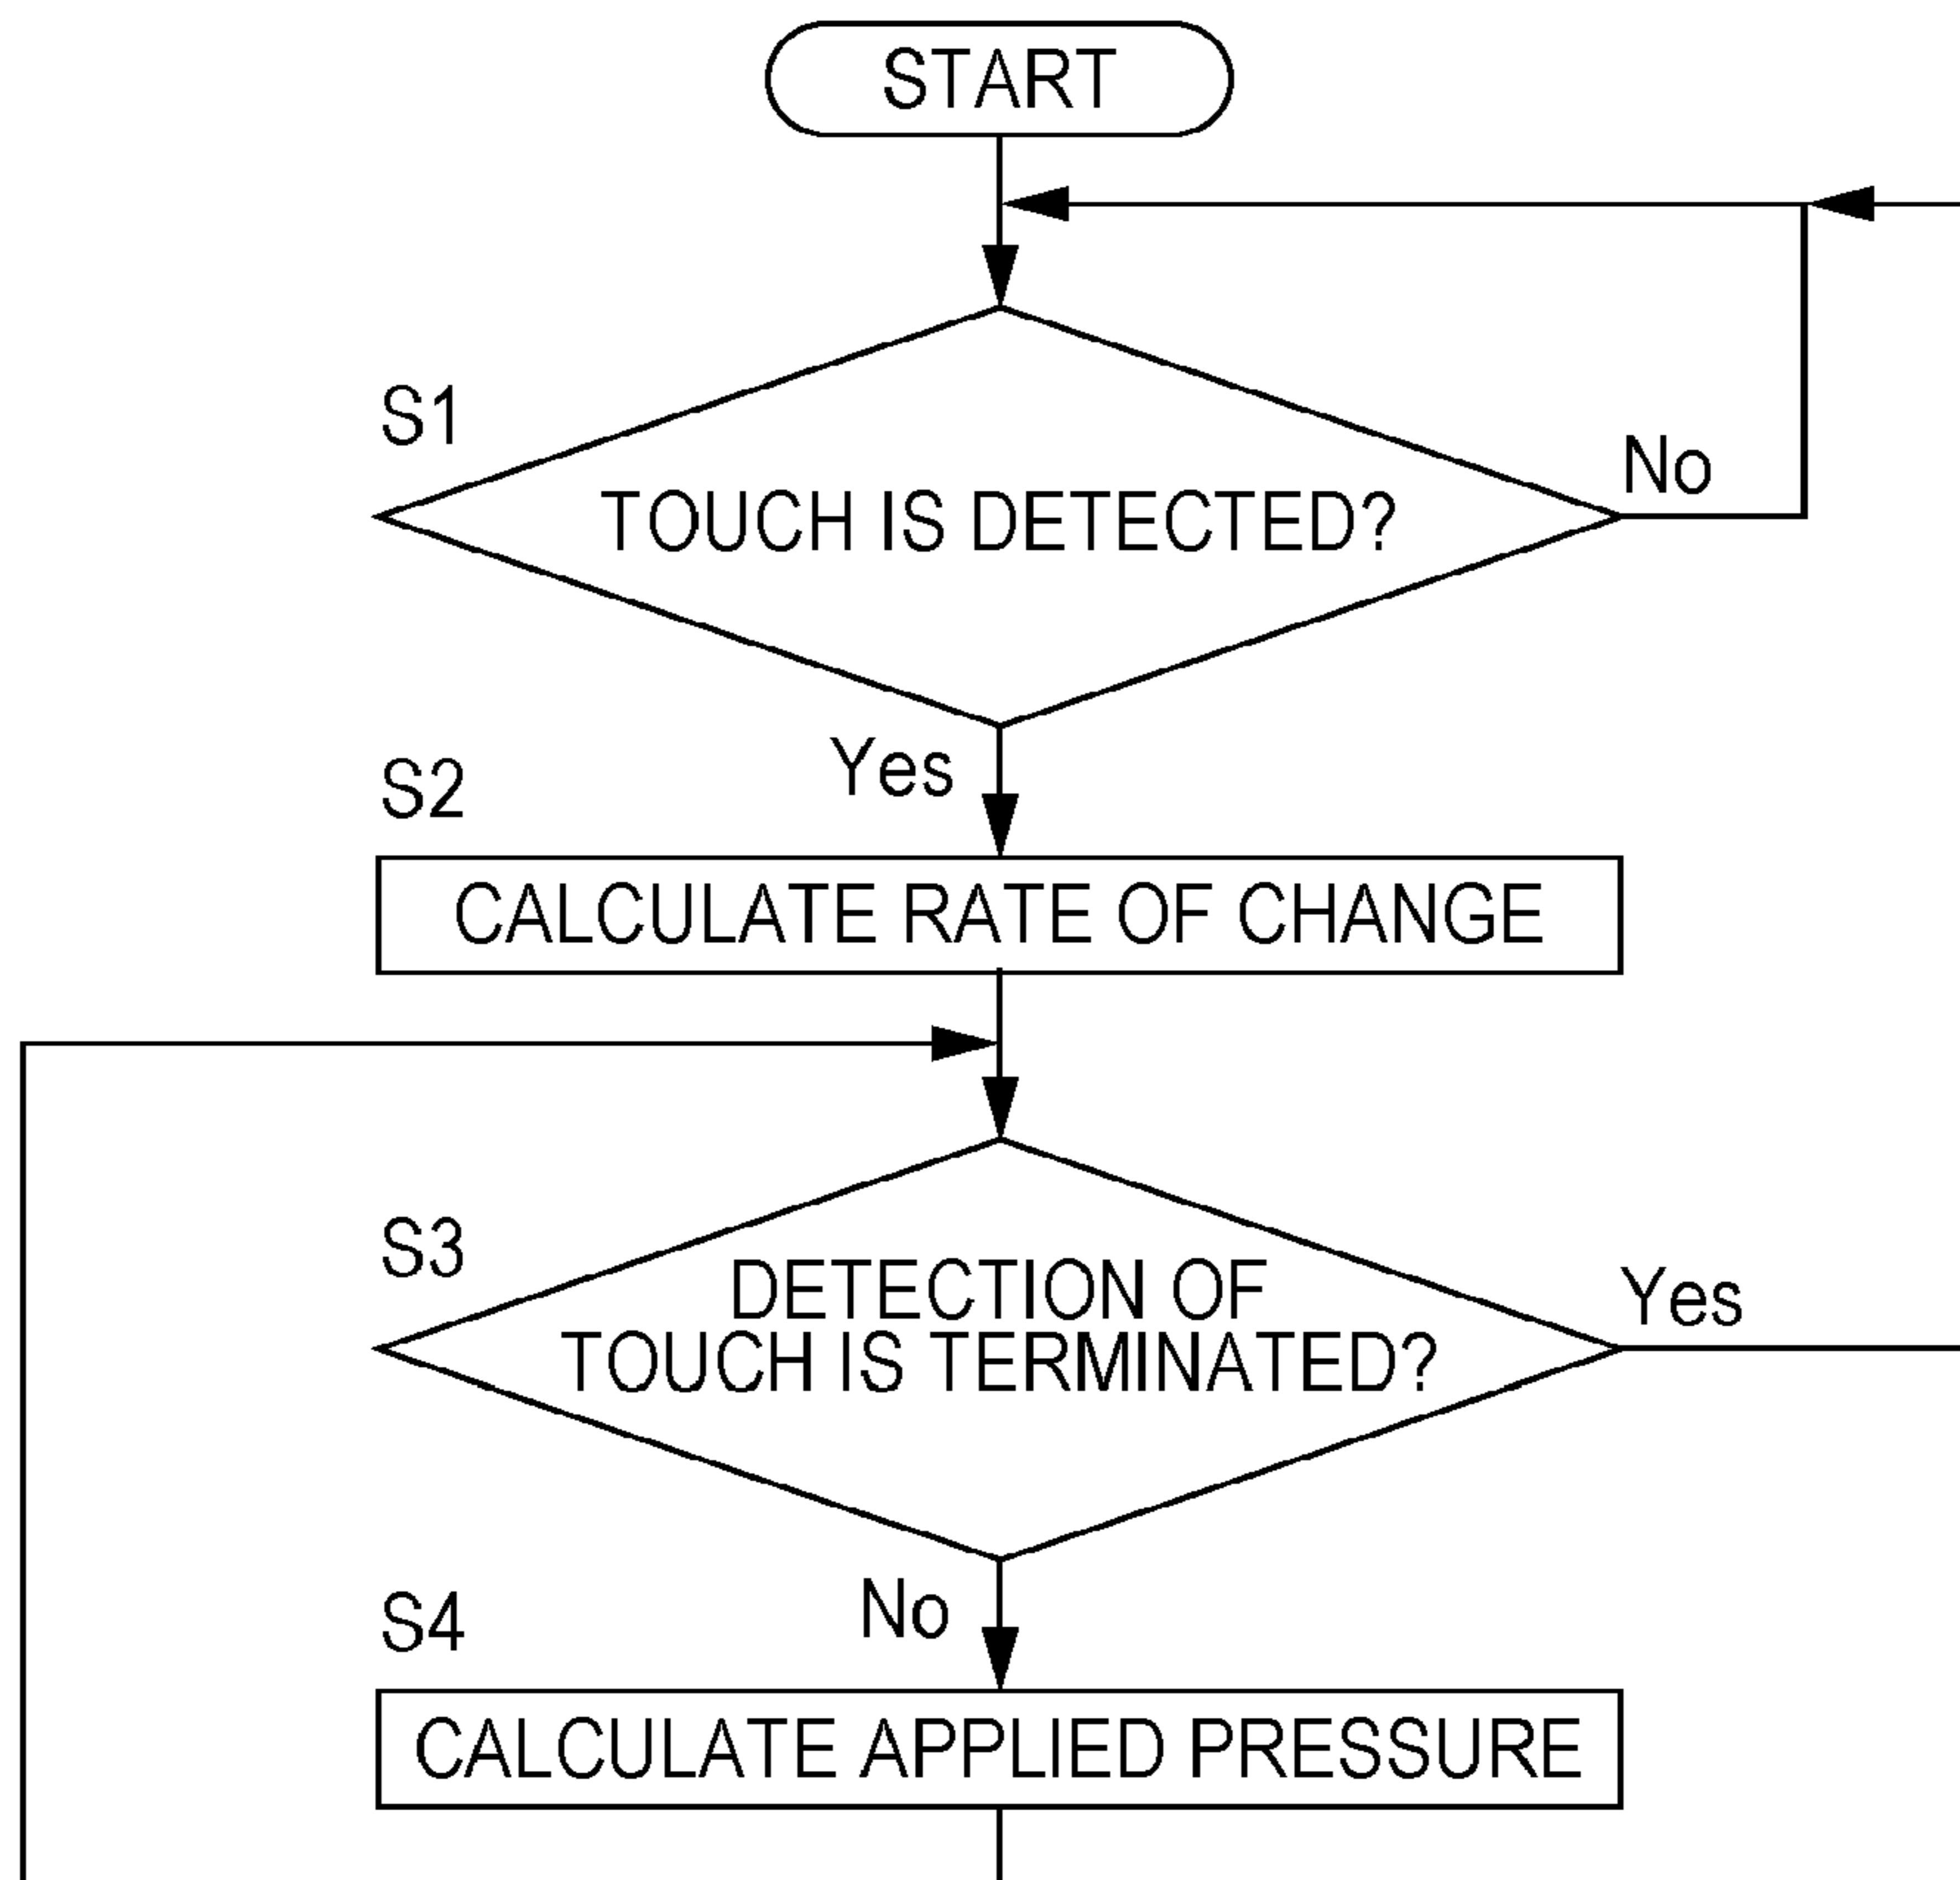 START
S1
TOUCH IS DETECTED?
No
Yes
S2
CALCULATE RATE OF CHANGE
S3
DETECTION OF
TOUCH IS TERMINATED?
Yes
No
S4
CALCULATE APPLIED PRESSURE